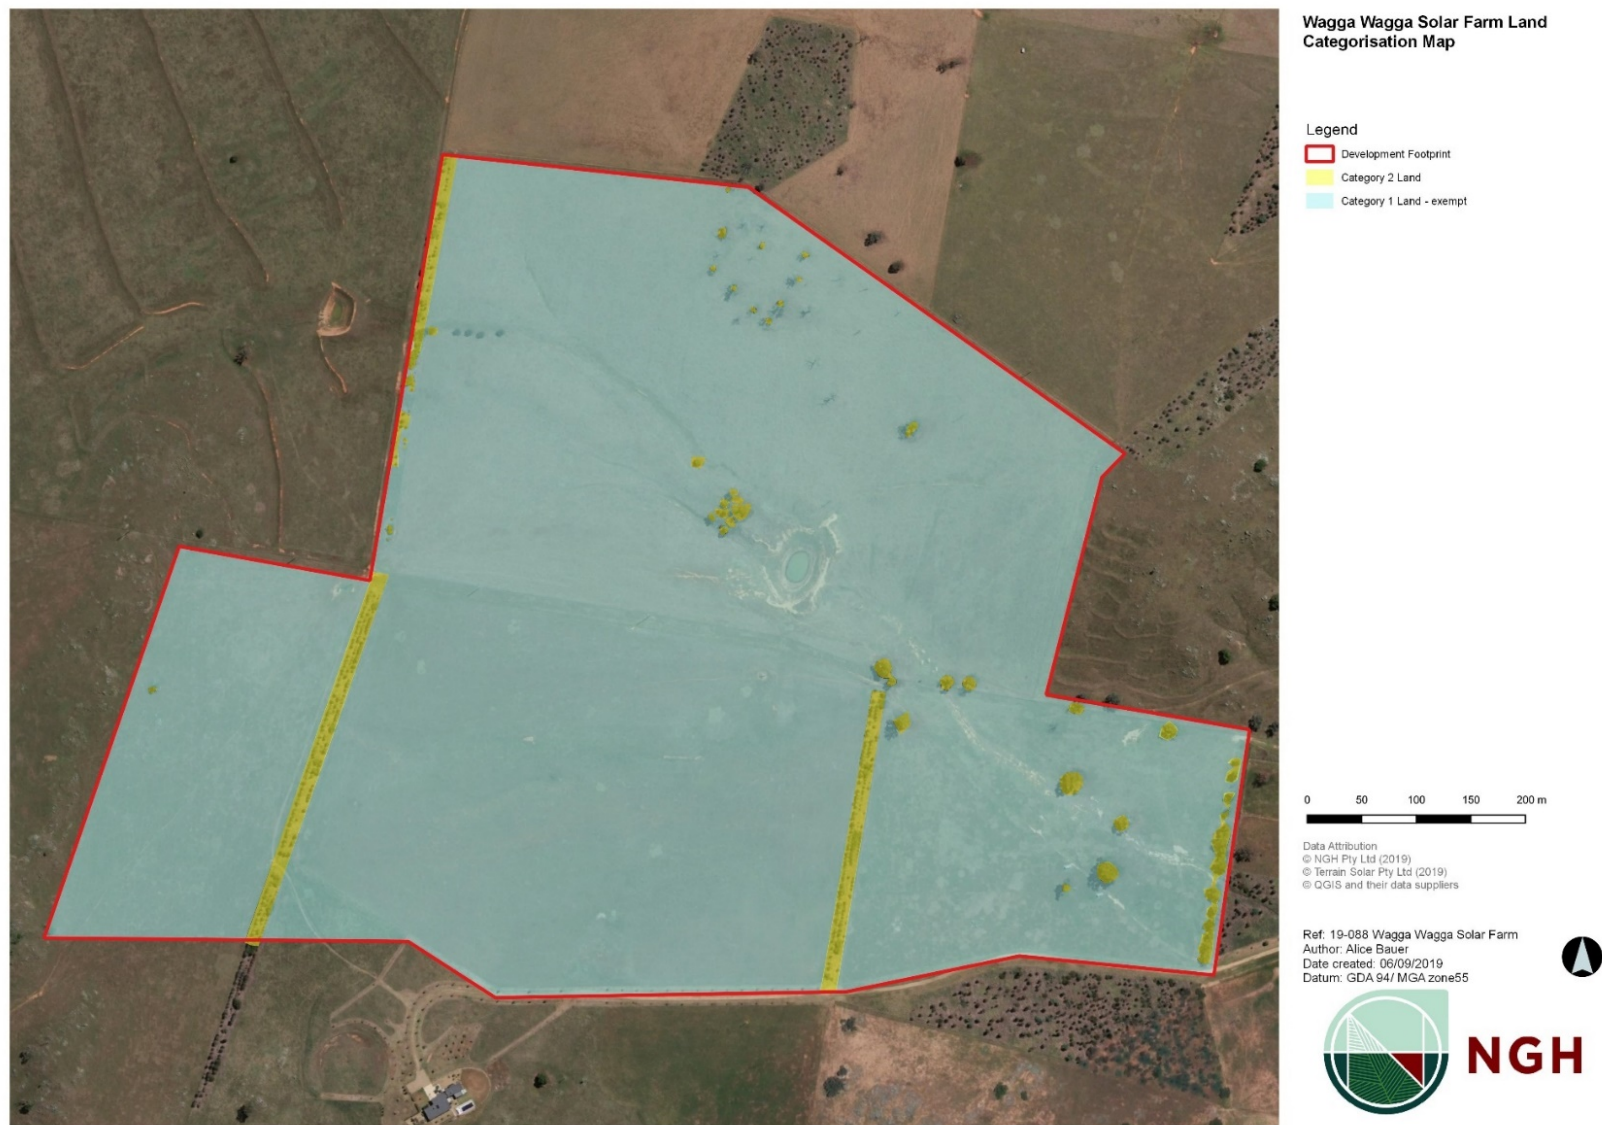 Wagga Wagga Solar Farm Land
Categorisation Map
Legend
Development Footprint
Category 2 Land
Category 1 Land - exempt
0 50 100 150 200 m
Data Attribution
© NGH Pty Ltd (2019)
© Terrain Solar Pty Ltd (2019)
© QGIS and their data suppliers
Ref: 19-088 Wagga Wagga Solar Farm
Author: Alice Bauer
Date created: 06/09/2019
Datum: GDA 94/ MGA zone55
NGH